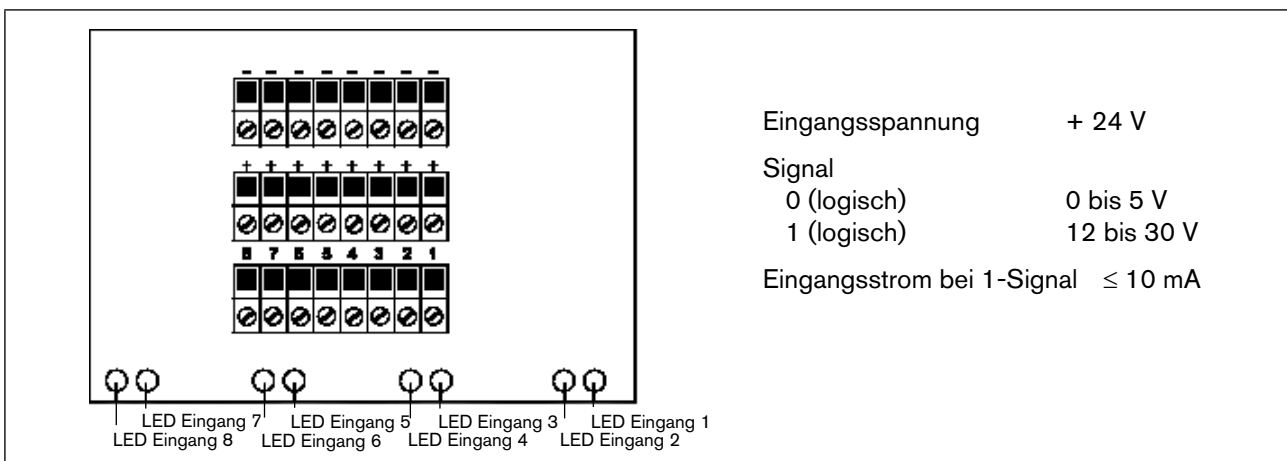 - - - - - - - -
+ + + + + + + +
8 7 6 5 4 3 2 1
LED Eingang 7 LED Eingang 5 LED Eingang 3 LED Eingang 1
LED Eingang 8 LED Eingang 6 LED Eingang 4 LED Eingang 2
Eingangsspannung + 24 V
Signal
0 (logisch) 0 bis 5 V
1 (logisch) 12 bis 30 V
Eingangsstrom bei 1-Signal ≤ 10 mA